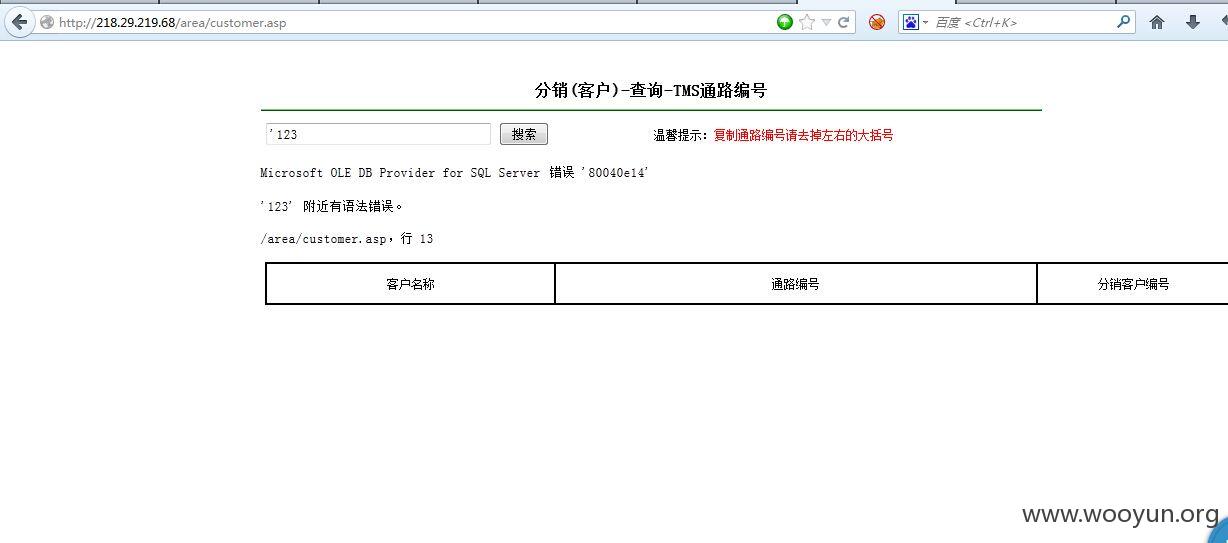 http://218.29.219.68/area/customer.asp
百度 <Ctrl+K>
分销(客户)-查询-TMS通路编号
'123 搜索 温馨提示：复制通路编号请去掉左右的大括号
Microsoft OLE DB Provider for SQL Server 错误 '80040e14'
'123' 附近有语法错误。
/area/customer.asp，行 13
客户名称 通路编号 分销客户编号
www.wooyun.org